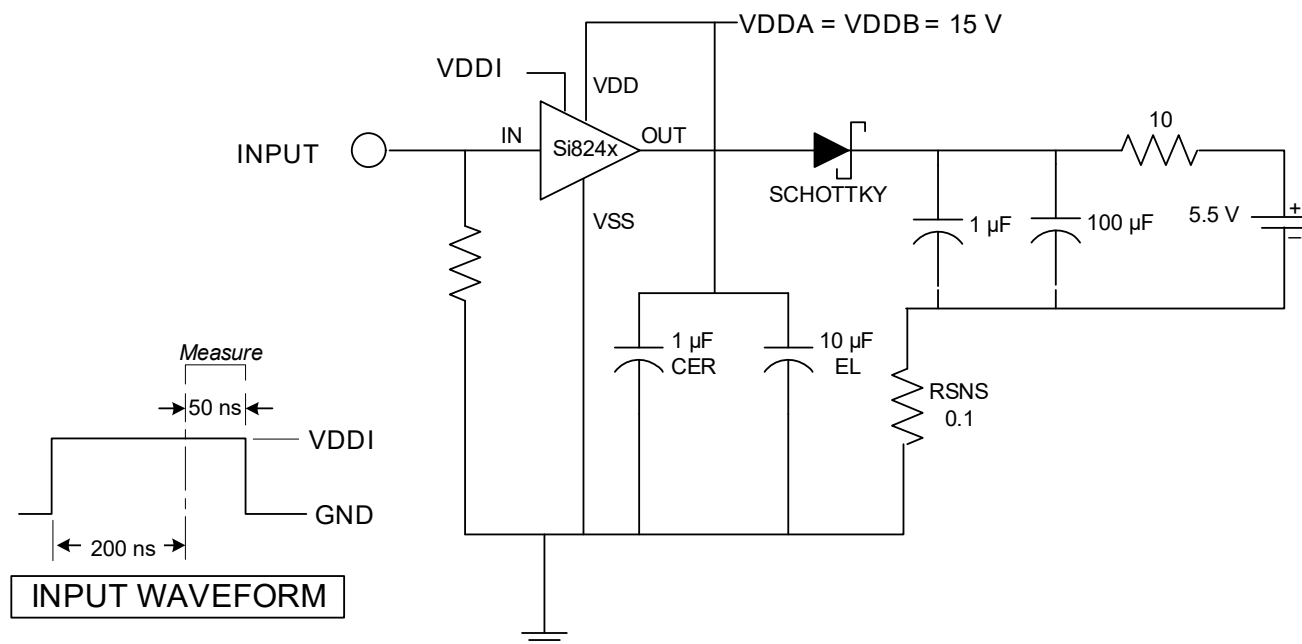 VDDA = VDDB = 15 V
VDDI
VDD
10
INPUT
IN
Si824x
OUT
SCHOTTKY
VSS
1 µF
100 µF
5.5 V
+
–
1 µF
CER
10 µF
EL
RSNS
0.1
Measure
50 ns
VDDI
GND
200 ns
INPUT WAVEFORM